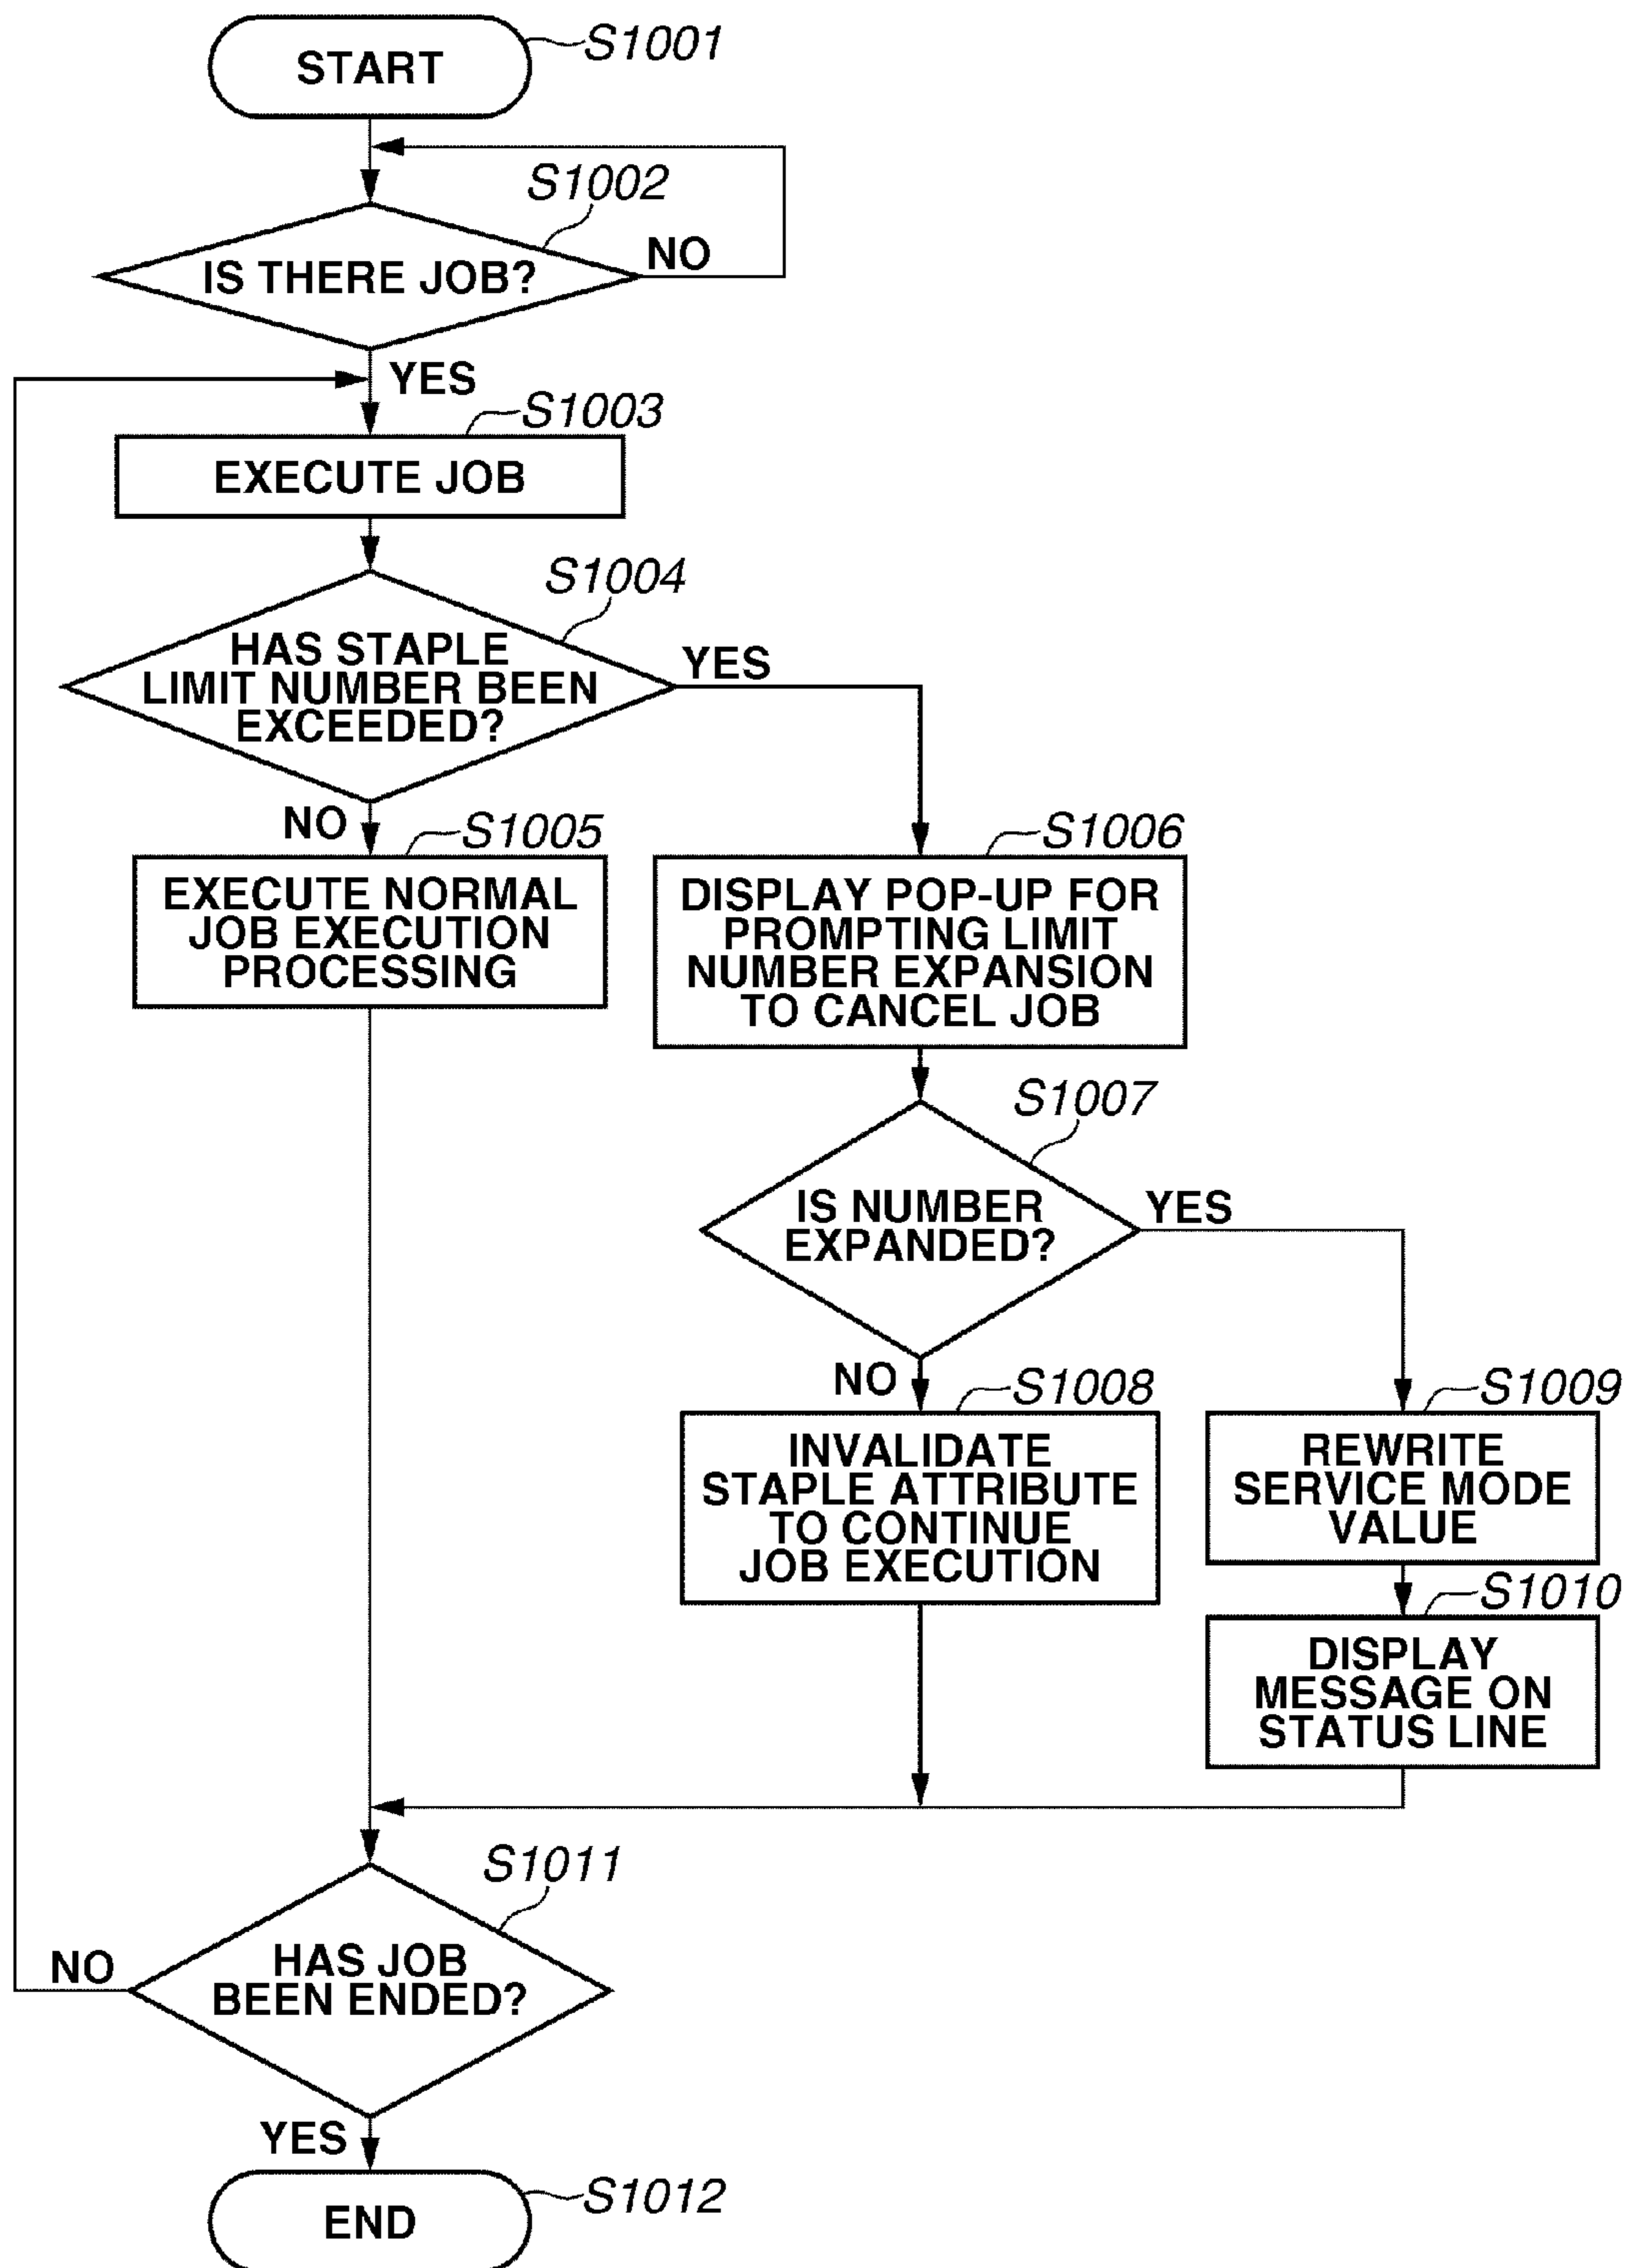 START
S1001
S1002
IS THERE JOB?
NO
YES
S1003
EXECUTE JOB
S1004
HAS STAPLE
LIMIT NUMBER BEEN
EXCEEDED?
YES
NO
S1005
EXECUTE NORMAL
JOB EXECUTION
PROCESSING
S1006
DISPLAY POP-UP FOR
PROMPTING LIMIT
NUMBER EXPANSION
TO CANCEL JOB
S1007
IS NUMBER
EXPANDED?
YES
NO
S1008
INVALIDATE
STAPLE ATTRIBUTE
TO CONTINUE
JOB EXECUTION
S1009
REWRITE
SERVICE MODE
VALUE
S1010
DISPLAY
MESSAGE ON
STATUS LINE
S1011
HAS JOB
BEEN ENDED?
NO
YES
END
S1012